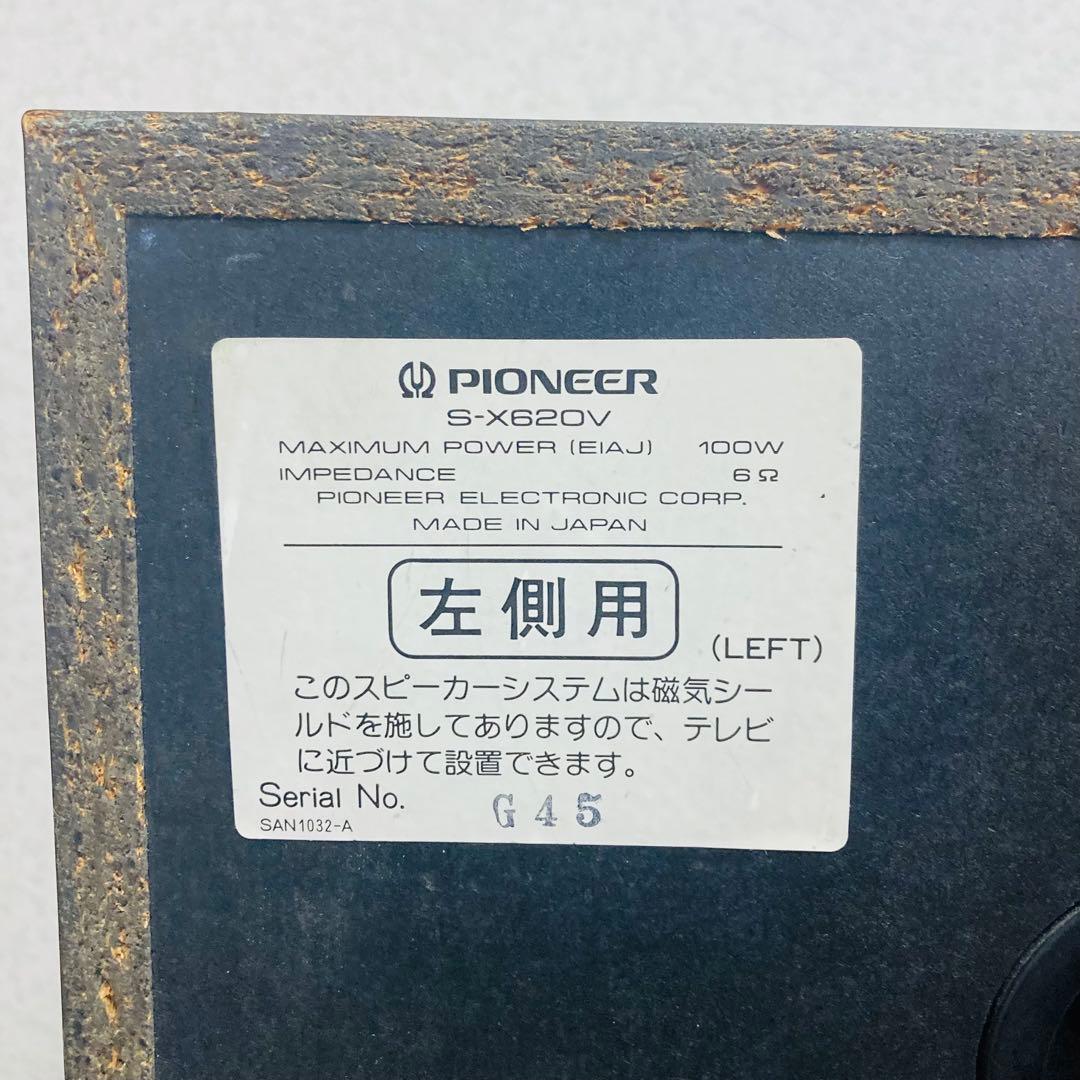 PIONEER
S-X620V
MAXIMUM POWER (EIAJ) 100W
IMPEDANCE 6Ω
PIONEER ELECTRONIC CORP.
MADE IN JAPAN
左側用
(LEFT)
このスピーカーシステムは磁気シー
ルドを施してありますので、テレビ
に近づけて設置できます。
Serial No. G45
SAN1032-A